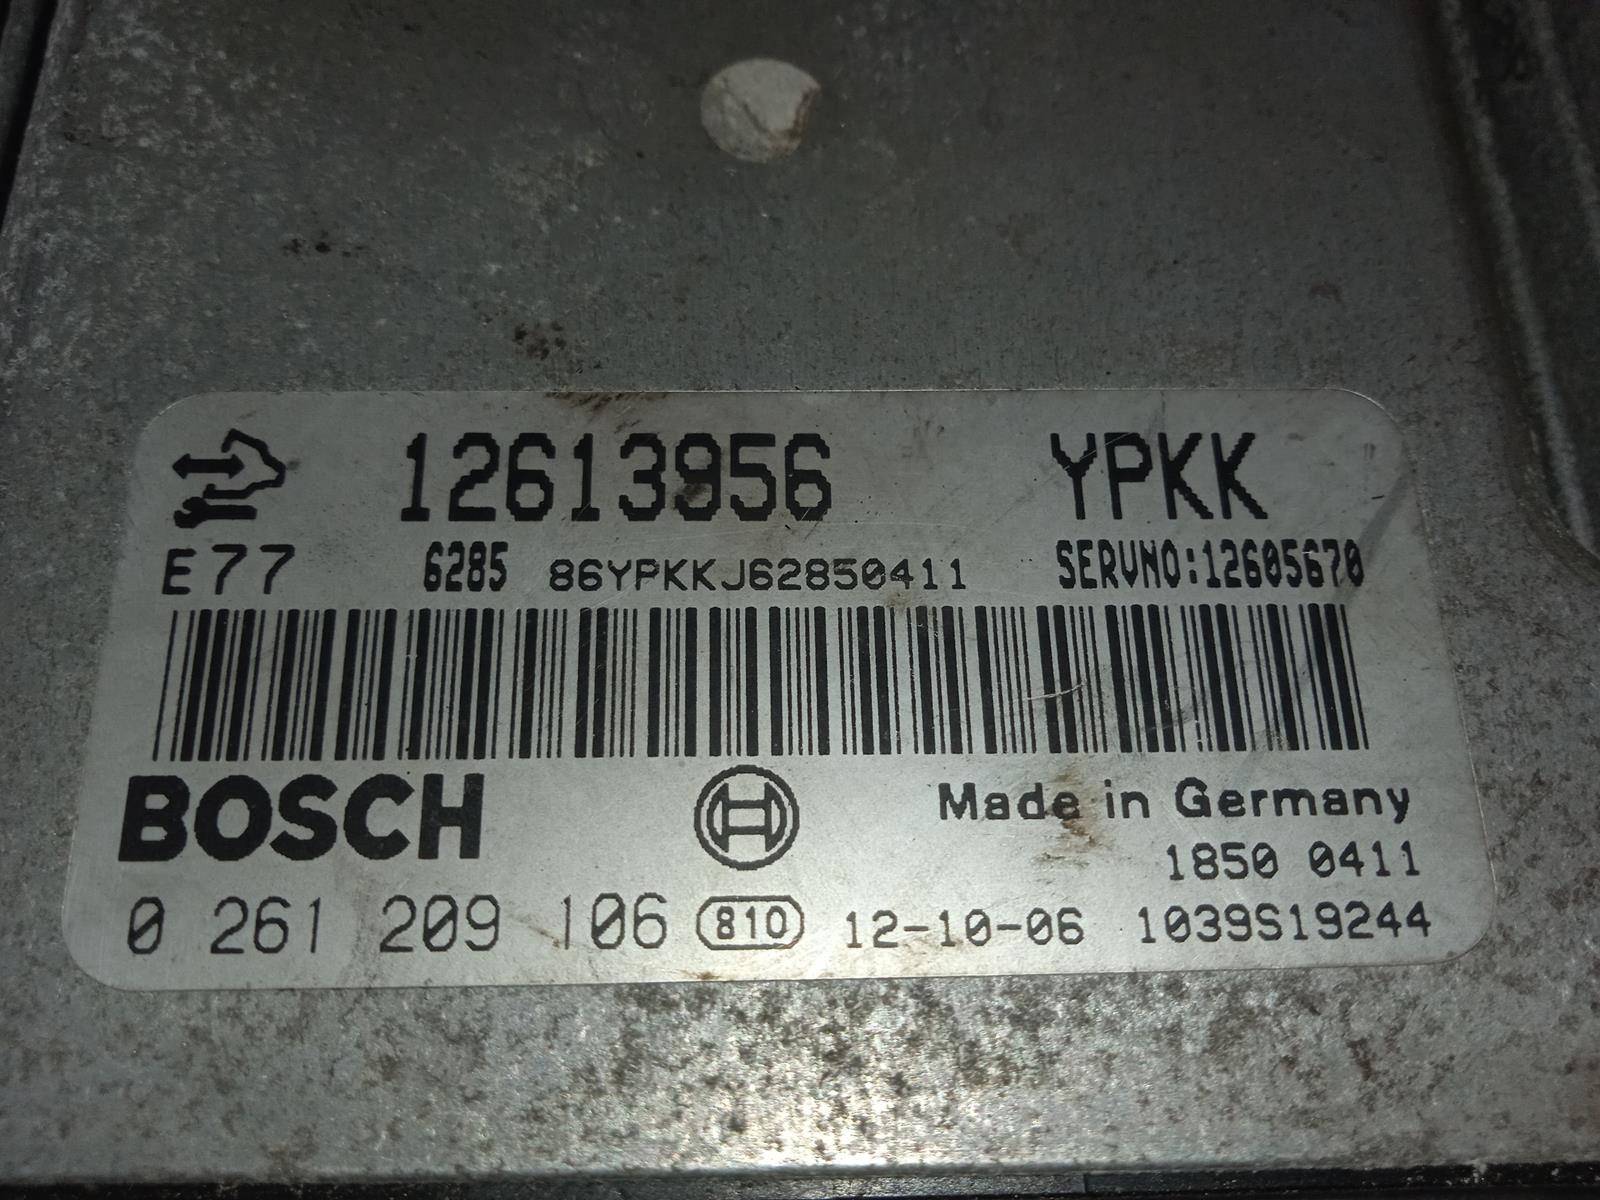 12613956 YPKK
E77 6285 86YPKKJ62850411 SERVNO:12605670
BOSCH Made in Germany
1850 0411
0 261 209 106 810 12-10-06 1039S19244